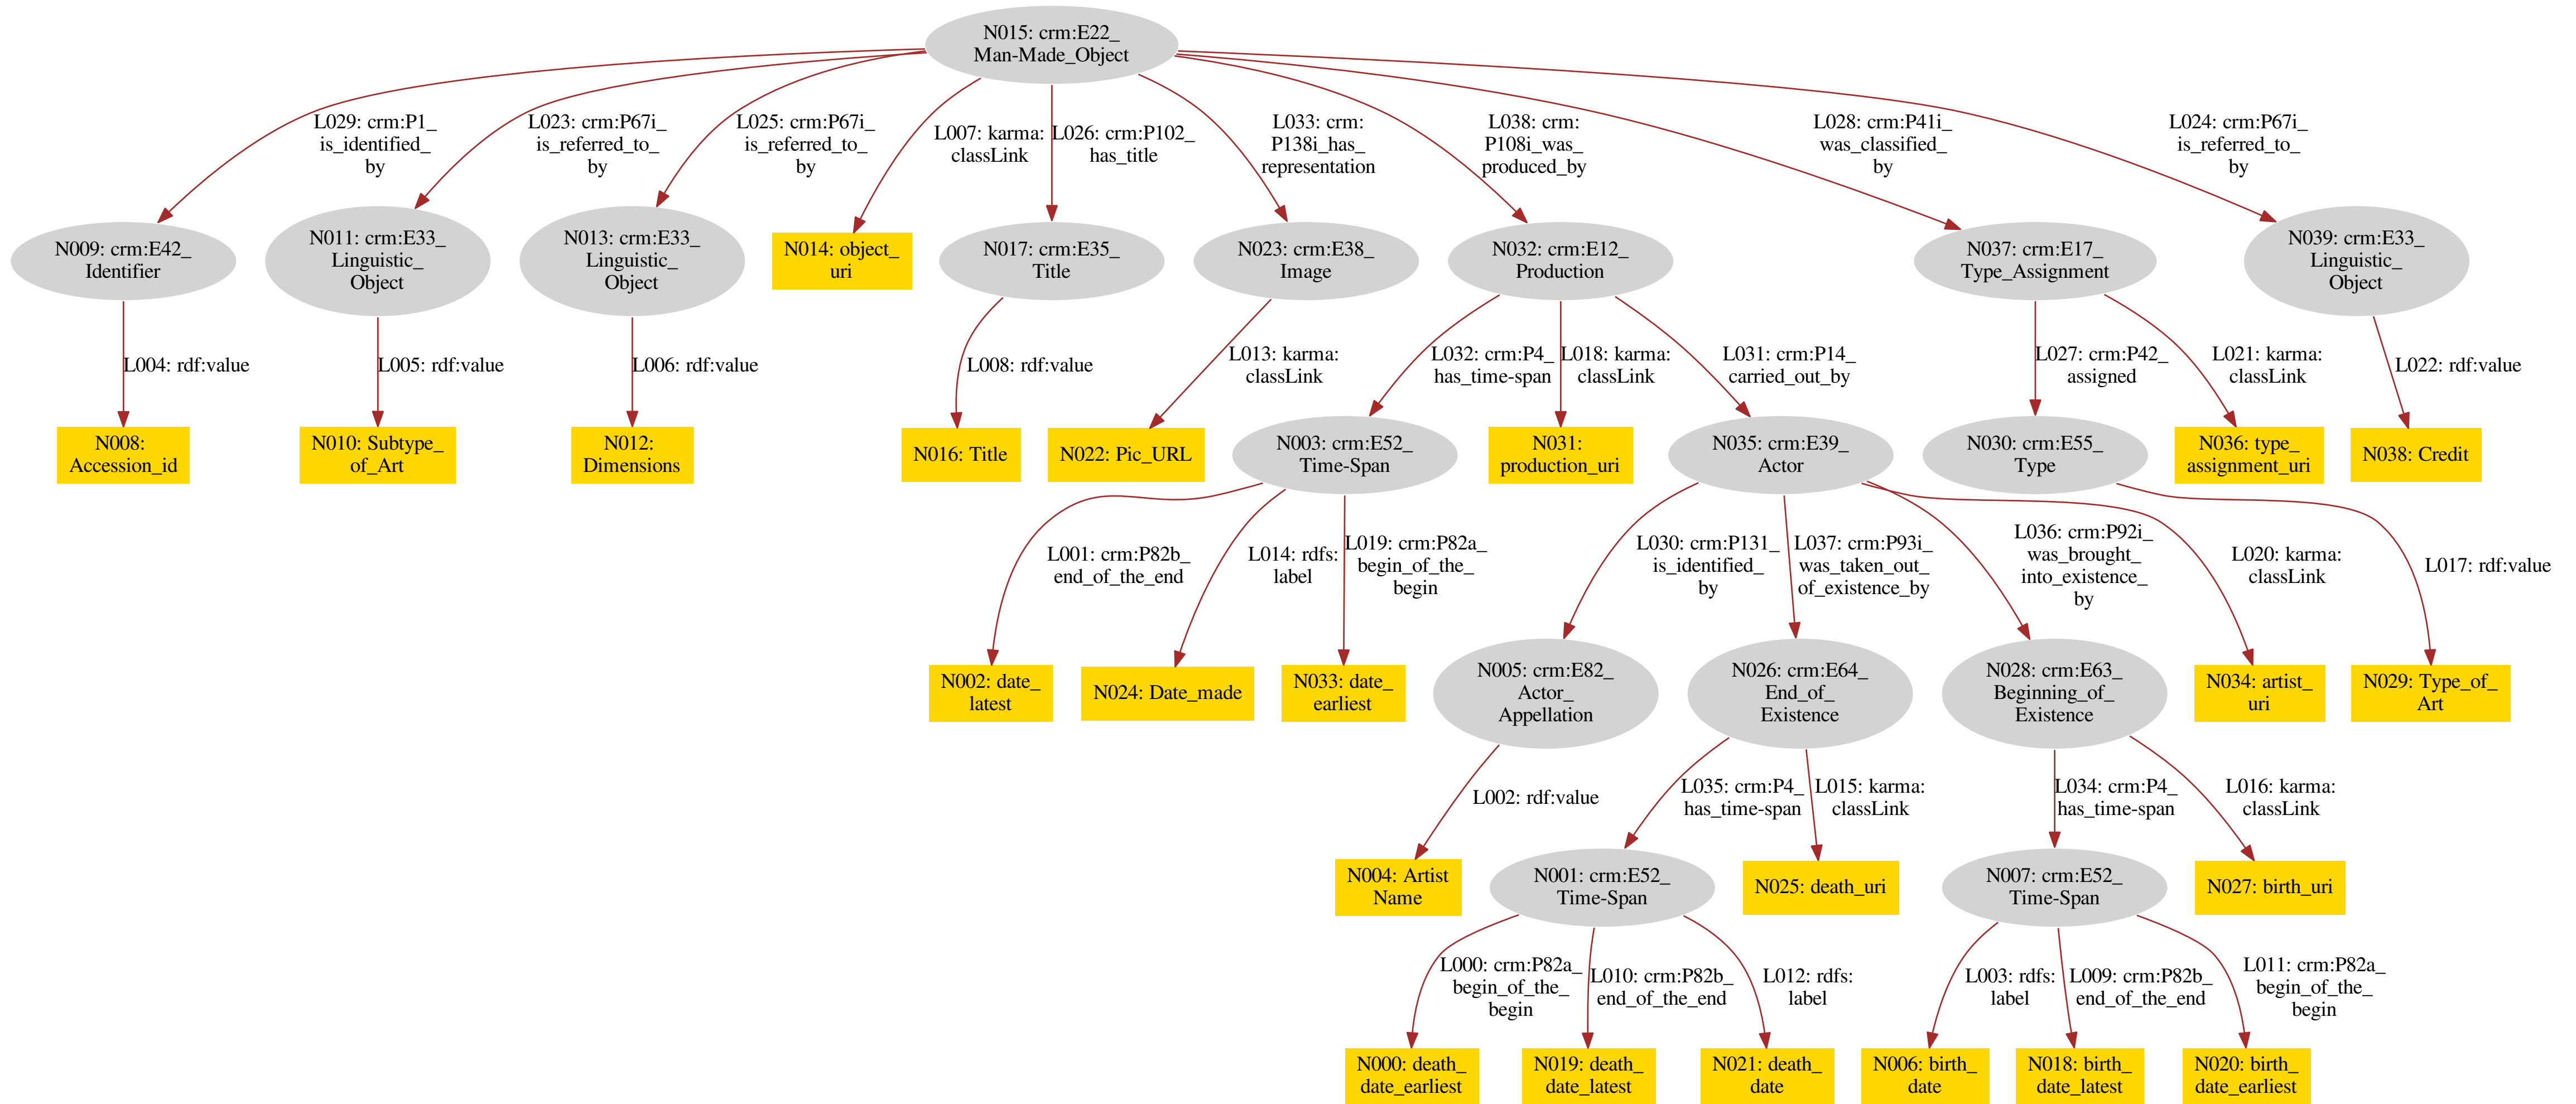 N015: crm:E22_
Man-Made_Object
L029: crm:P1_
is_identified_
by
L023: crm:P67i_
is_referred_to_
by
L025: crm:P67i_
is_referred_to_
by
L007: karma:
classLink
L026: crm:P102_
has_title
L033: crm:
P138i_has_
representation
L038: crm:
P108i_was_
produced_by
L028: crm:P41i_
was_classified_
by
L024: crm:P67i_
is_referred_to_
by
N009: crm:E42_
Identifier
N011: crm:E33_
Linguistic_
Object
N013: crm:E33_
Linguistic_
Object
N014: object_
uri
N017: crm:E35_
Title
N023: crm:E38_
Image
N032: crm:E12_
Production
N037: crm:E17_
Type_Assignment
N039: crm:E33_
Linguistic_
Object
L004: rdf:value
L005: rdf:value
L006: rdf:value
L008: rdf:value
L013: karma:
classLink
L032: crm:P4_
has_time-span
L018: karma:
classLink
L031: crm:P14_
carried_out_by
L027: crm:P42_
assigned
L021: karma:
classLink
L022: rdf:value
N008:
Accession_id
N010: Subtype_
of_Art
N012:
Dimensions
N016: Title
N022: Pic_URL
N003: crm:E52_
Time-Span
N031:
production_uri
N035: crm:E39_
Actor
N030: crm:E55_
Type
N036: type_
assignment_uri
N038: Credit
L001: crm:P82b_
end_of_the_end
L014: rdfs:
label
L019: crm:P82a_
begin_of_the_
begin
L030: crm:P131_
is_identified_
by
L037: crm:P93i_
was_taken_out_
of_existence_by
L036: crm:P92i_
was_brought_
into_existence_
by
L020: karma:
classLink
L017: rdf:value
N002: date_
latest
N024: Date_made
N033: date_
earliest
N005: crm:E82_
Actor_
Appellation
N026: crm:E64_
End_of_
Existence
N028: crm:E63_
Beginning_of_
Existence
N034: artist_
uri
N029: Type_of_
Art
L002: rdf:value
L035: crm:P4_
has_time-span
L015: karma:
classLink
L034: crm:P4_
has_time-span
L016: karma:
classLink
N004: Artist
Name
N001: crm:E52_
Time-Span
N025: death_uri
N007: crm:E52_
Time-Span
N027: birth_uri
L000: crm:P82a_
begin_of_the_
begin
L010: crm:P82b_
end_of_the_end
L012: rdfs:
label
L003: rdfs:
label
L009: crm:P82b_
end_of_the_end
L011: crm:P82a_
begin_of_the_
begin
N000: death_
date_earliest
N019: death_
date_latest
N021: death_
date
N006: birth_
date
N018: birth_
date_latest
N020: birth_
date_earliest